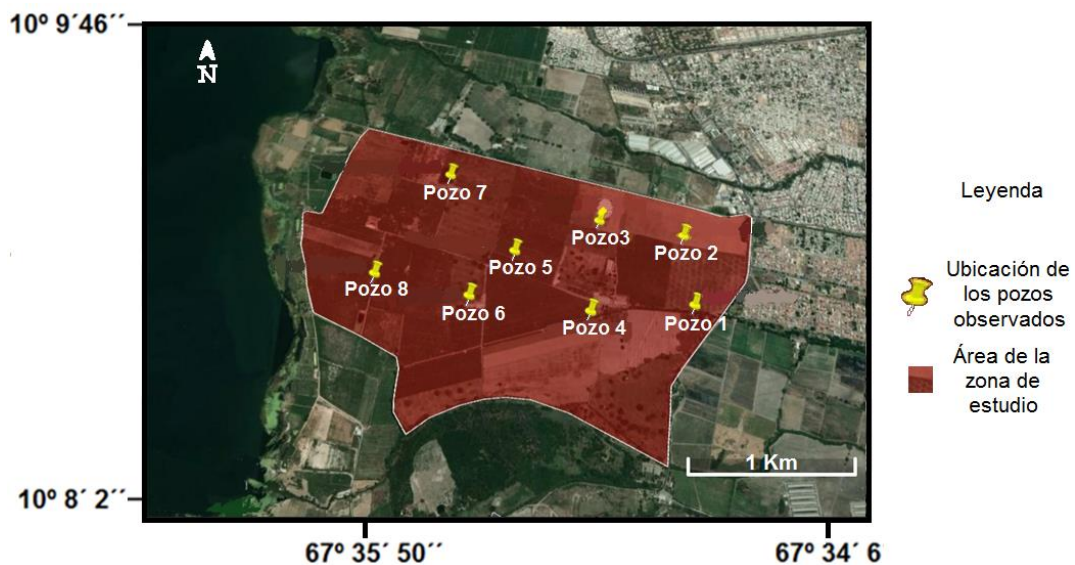 10º 9´46´´
N
Pozo 7
Pozo3
Pozo 2
Pozo 5
Pozo 8
Pozo 6
Pozo 4
Pozo 1
1 Km
10º 8´ 2´´
67º 35´ 50´´
67º 34´ 6
Leyenda
Ubicación de
los pozos
observados
Área de la
zona de
estudio